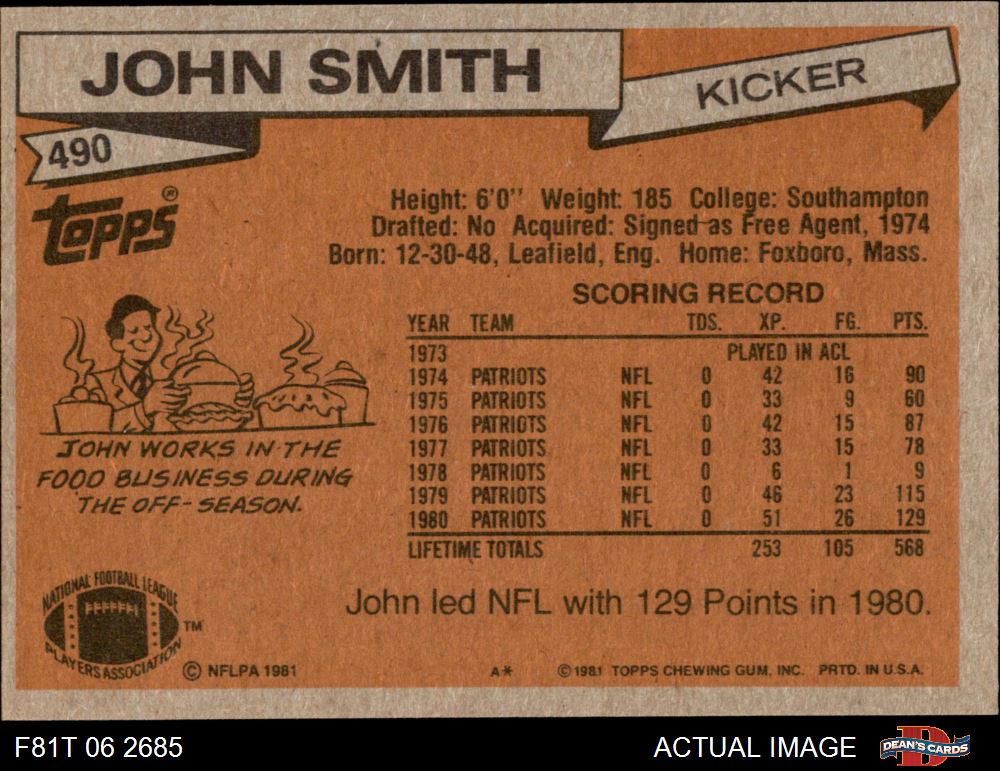 JOHN SMITH
KICKER
490
TOPPS®
Height: 6'0'' Weight: 185 College: Southampton
Drafted: No Acquired: Signed as Free Agent, 1974
Born: 12-30-48, Leafield, Eng. Home: Foxboro, Mass.
SCORING RECORD
YEAR TEAM TDS. XP. FG. PTS.
1973 PLAYED IN ACL
1974 PATRIOTS NFL 0 42 16 90
1975 PATRIOTS NFL 0 33 9 60
1976 PATRIOTS NFL 0 42 15 87
1977 PATRIOTS NFL 0 33 15 78
1978 PATRIOTS NFL 0 6 1 9
1979 PATRIOTS NFL 0 46 23 115
1980 PATRIOTS NFL 0 51 26 129
LIFETIME TOTALS 253 105 568
JOHN WORKS IN THE
FOOD BUSINESS DURING
THE OFF-SEASON.
John led NFL with 129 Points in 1980.
NATIONAL FOOTBALL LEAGUE
PLAYERS ASSOCIATION
TM
© NFLPA 1981
A*
© 1981 TOPPS CHEWING GUM, INC. PRTD. IN U.S.A.
F81T 06 2685
ACTUAL IMAGE
DEAN'S CARDS